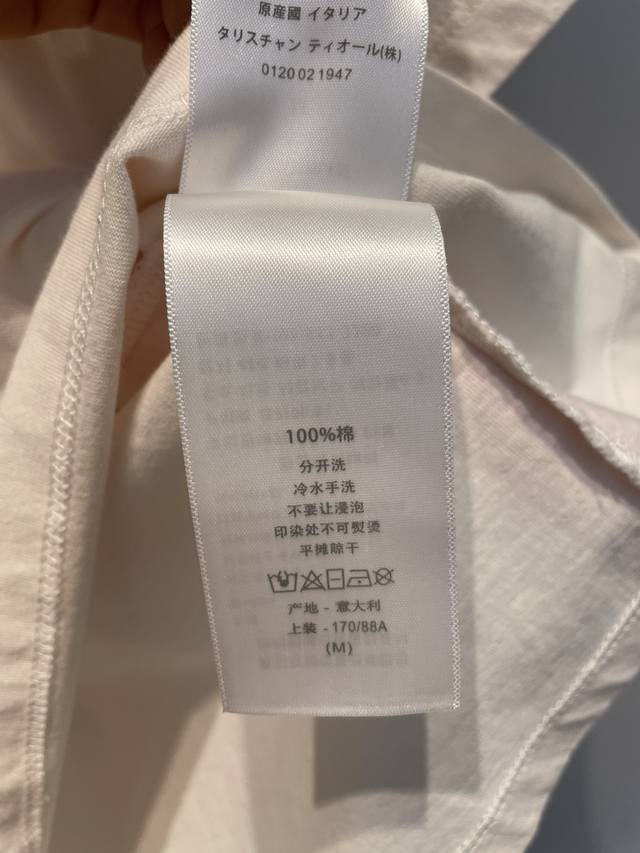 原産國 イタリア
タリスチャン ティオール(株)
0120 02 1947
100%棉
分开洗
冷水手洗
不要让浸泡
印染处不可熨烫
平摊晾干
产地 - 意大利
上装 - 170/88A
(M)